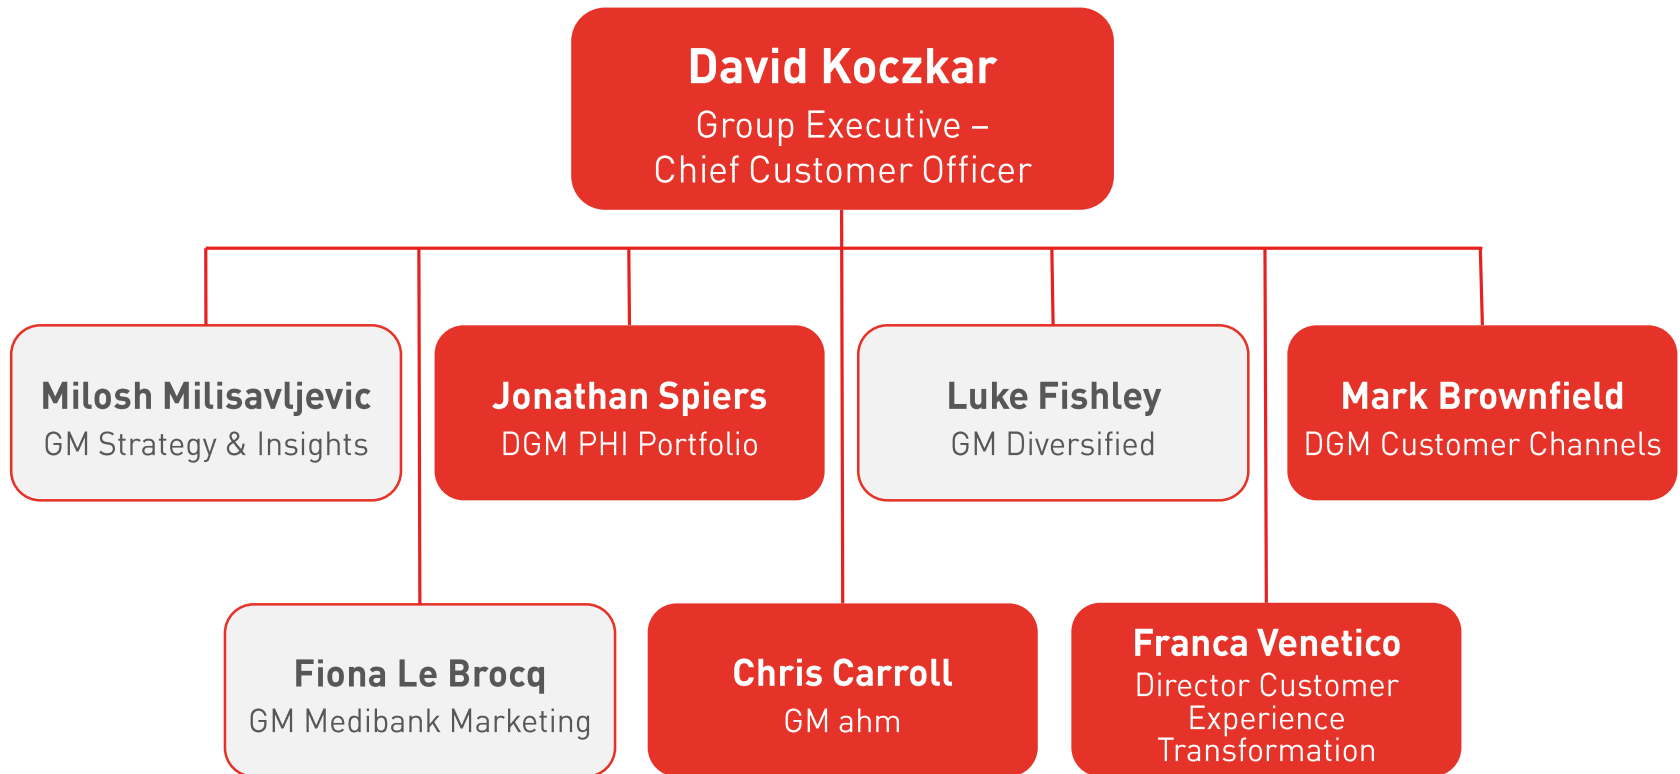 David Koczkar
Group Executive –
Chief Customer Officer
Milosh Milisavljevic
GM Strategy & Insights
Jonathan Spiers
DGM PHI Portfolio
Luke Fishley
GM Diversified
Mark Brownfield
DGM Customer Channels
Fiona Le Brocq
GM Medibank Marketing
Chris Carroll
GM ahm
Franca Venetico
Director Customer
Experience
Transformation